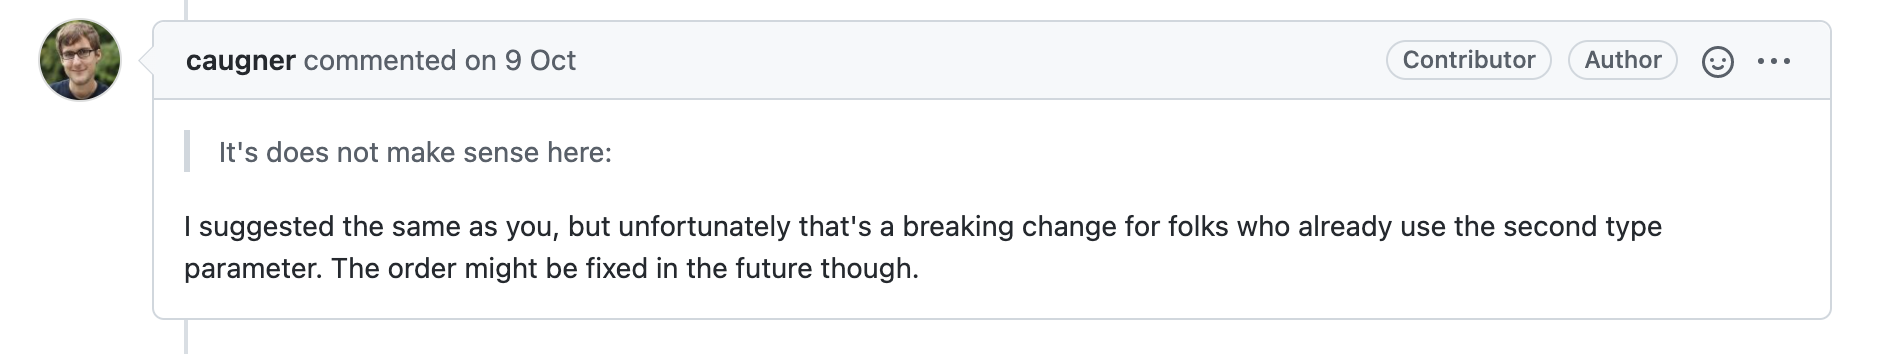 caugner commented on 9 Oct
Contributor
Author
It's does not make sense here:
I suggested the same as you, but unfortunately that's a breaking change for folks who already use the second type
parameter. The order might be fixed in the future though.